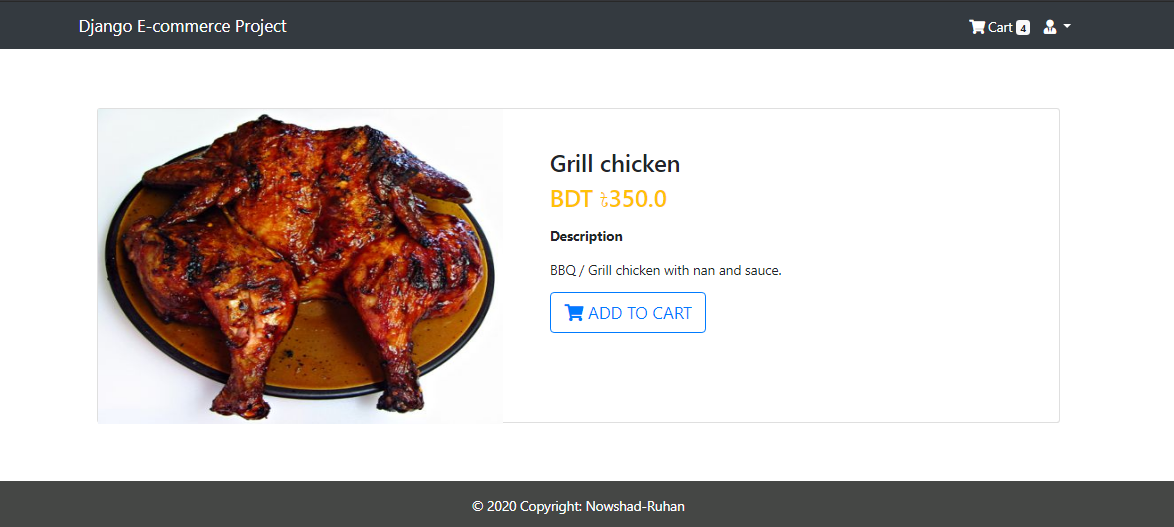 Django E-commerce Project
Cart 4
Grill chicken
BDT ৳350.0
Description
BBQ / Grill chicken with nan and sauce.
ADD TO CART
© 2020 Copyright: Nowshad-Ruhan